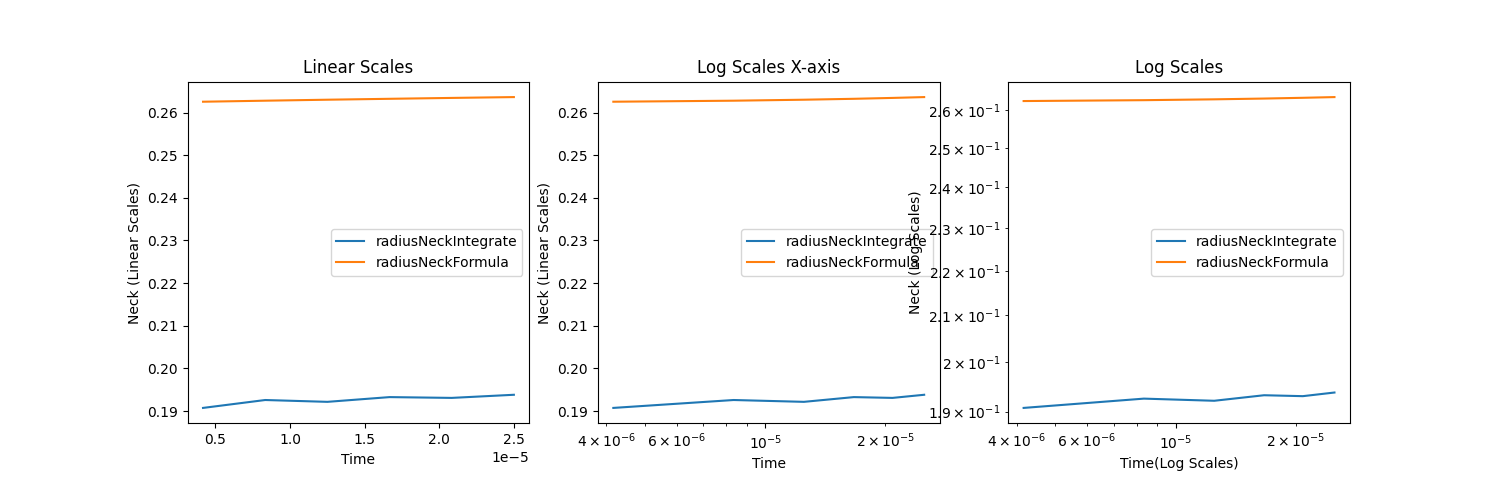 Linear Scales
Neck (Linear Scales)
0.26
0.25
0.24
0.23
0.22
0.21
0.20
0.19
radiusNeckIntegrate
radiusNeckFormula
0.5 1.0 1.5 2.0 2.5
1e−5
Time
Log Scales X-axis
Neck (Linear Scales)
0.26
0.25
0.24
0.23
0.22
0.21
0.20
0.19
radiusNeckIntegrate
radiusNeckFormula
4 × 10⁻⁶ 6 × 10⁻⁶ 10⁻⁵ 2 × 10⁻⁵
Time
Log Scales
Neck (Log Scales)
2.6 × 10⁻¹
2.5 × 10⁻¹
2.4 × 10⁻¹
2.3 × 10⁻¹
2.2 × 10⁻¹
2.1 × 10⁻¹
2 × 10⁻¹
1.9 × 10⁻¹
radiusNeckIntegrate
radiusNeckFormula
4 × 10⁻⁶ 6 × 10⁻⁶ 10⁻⁵ 2 × 10⁻⁵
Time(Log Scales)